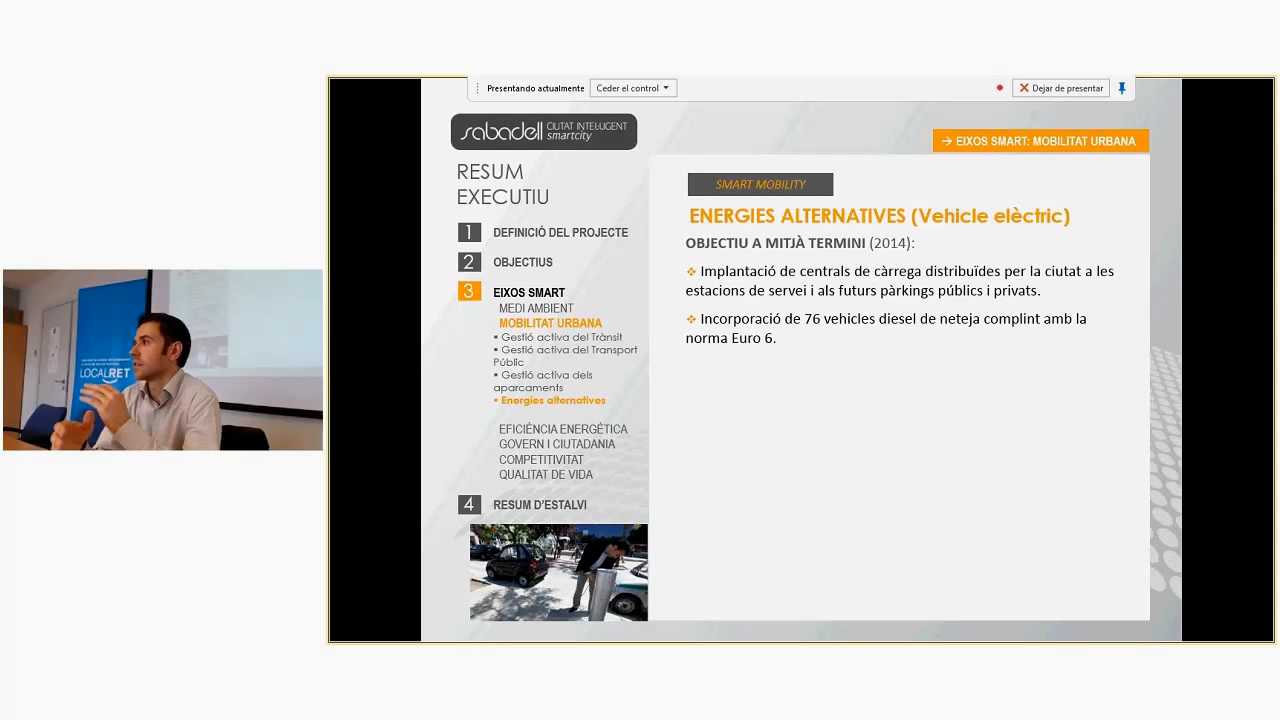 Presentando actualmente
Ceder el control
Dejar de presentar
sabadell CIUTAT INTEL·LIGENT
smartcity
→ EIXOS SMART: MOBILITAT URBANA
RESUM
EXECUTIU
1 DEFINICIÓ DEL PROJECTE
2 OBJECTIUS
3 EIXOS SMART
MEDI AMBIENT
MOBILITAT URBANA
▪ Gestió activa del Trànsit
▪ Gestió activa del Transport
Públic
▪ Gestió activa dels
aparcaments
▪ Energies alternatives
EFICIÈNCIA ENERGÈTICA
GOVERN I CIUTADANIA
COMPETITIVITAT
QUALITAT DE VIDA
4 RESUM D'ESTALVI
SMART MOBILITY
ENERGIES ALTERNATIVES (Vehicle elèctric)
OBJECTIU A MITJÀ TERMINI (2014):
❖ Implantació de centrals de càrrega distribuïdes per la ciutat a les
estacions de servei i als futurs pàrkings públics i privats.
❖ Incorporació de 76 vehicles diesel de neteja complint amb la
norma Euro 6.
LOCALRET